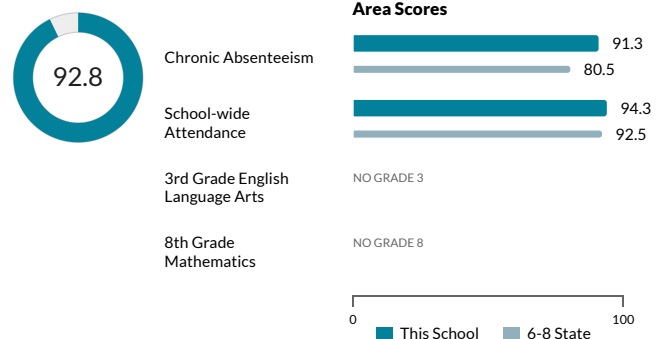 Area Scores
92.8
Chronic Absenteeism
91.3
80.5
School-wide
Attendance
94.3
92.5
3rd Grade English
Language Arts
NO GRADE 3
8th Grade
Mathematics
NO GRADE 8
0
100
This School
6-8 State